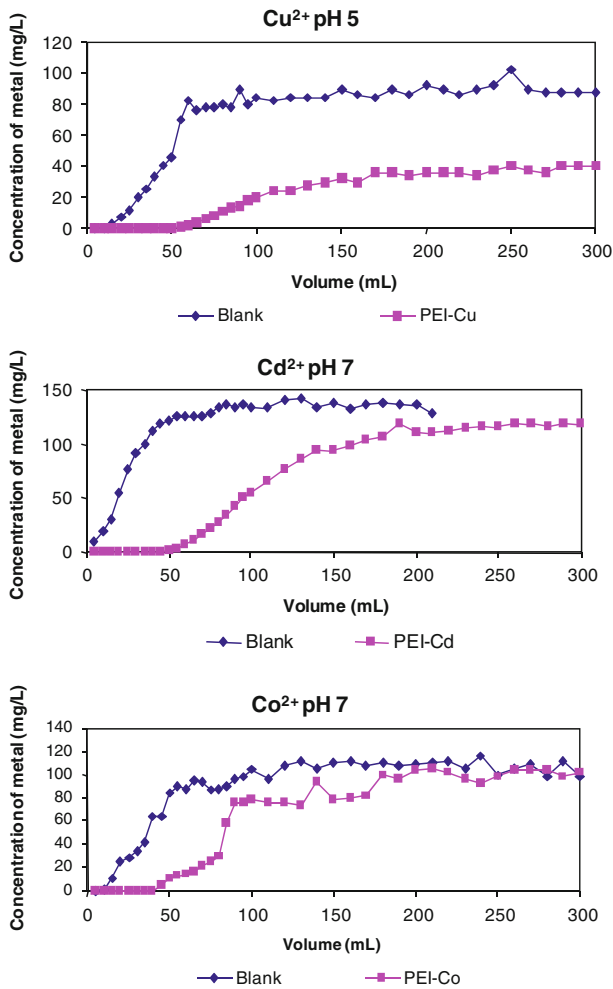 Cu²⁺ pH 5
Concentration of metal (mg/L)
120
100
80
60
40
20
0
0 50 100 150 200 250 300
Volume (mL)
Blank PEI-Cu
Cd²⁺ pH 7
Concentration of metal (mg/L)
150
100
50
0
0 50 100 150 200 250 300
Volume (mL)
Blank PEI-Cd
Co²⁺ pH 7
Concentration of metal (mg/L)
140
120
100
80
60
40
20
0
0 50 100 150 200 250 300
Volume (mL)
Blank PEI-Co